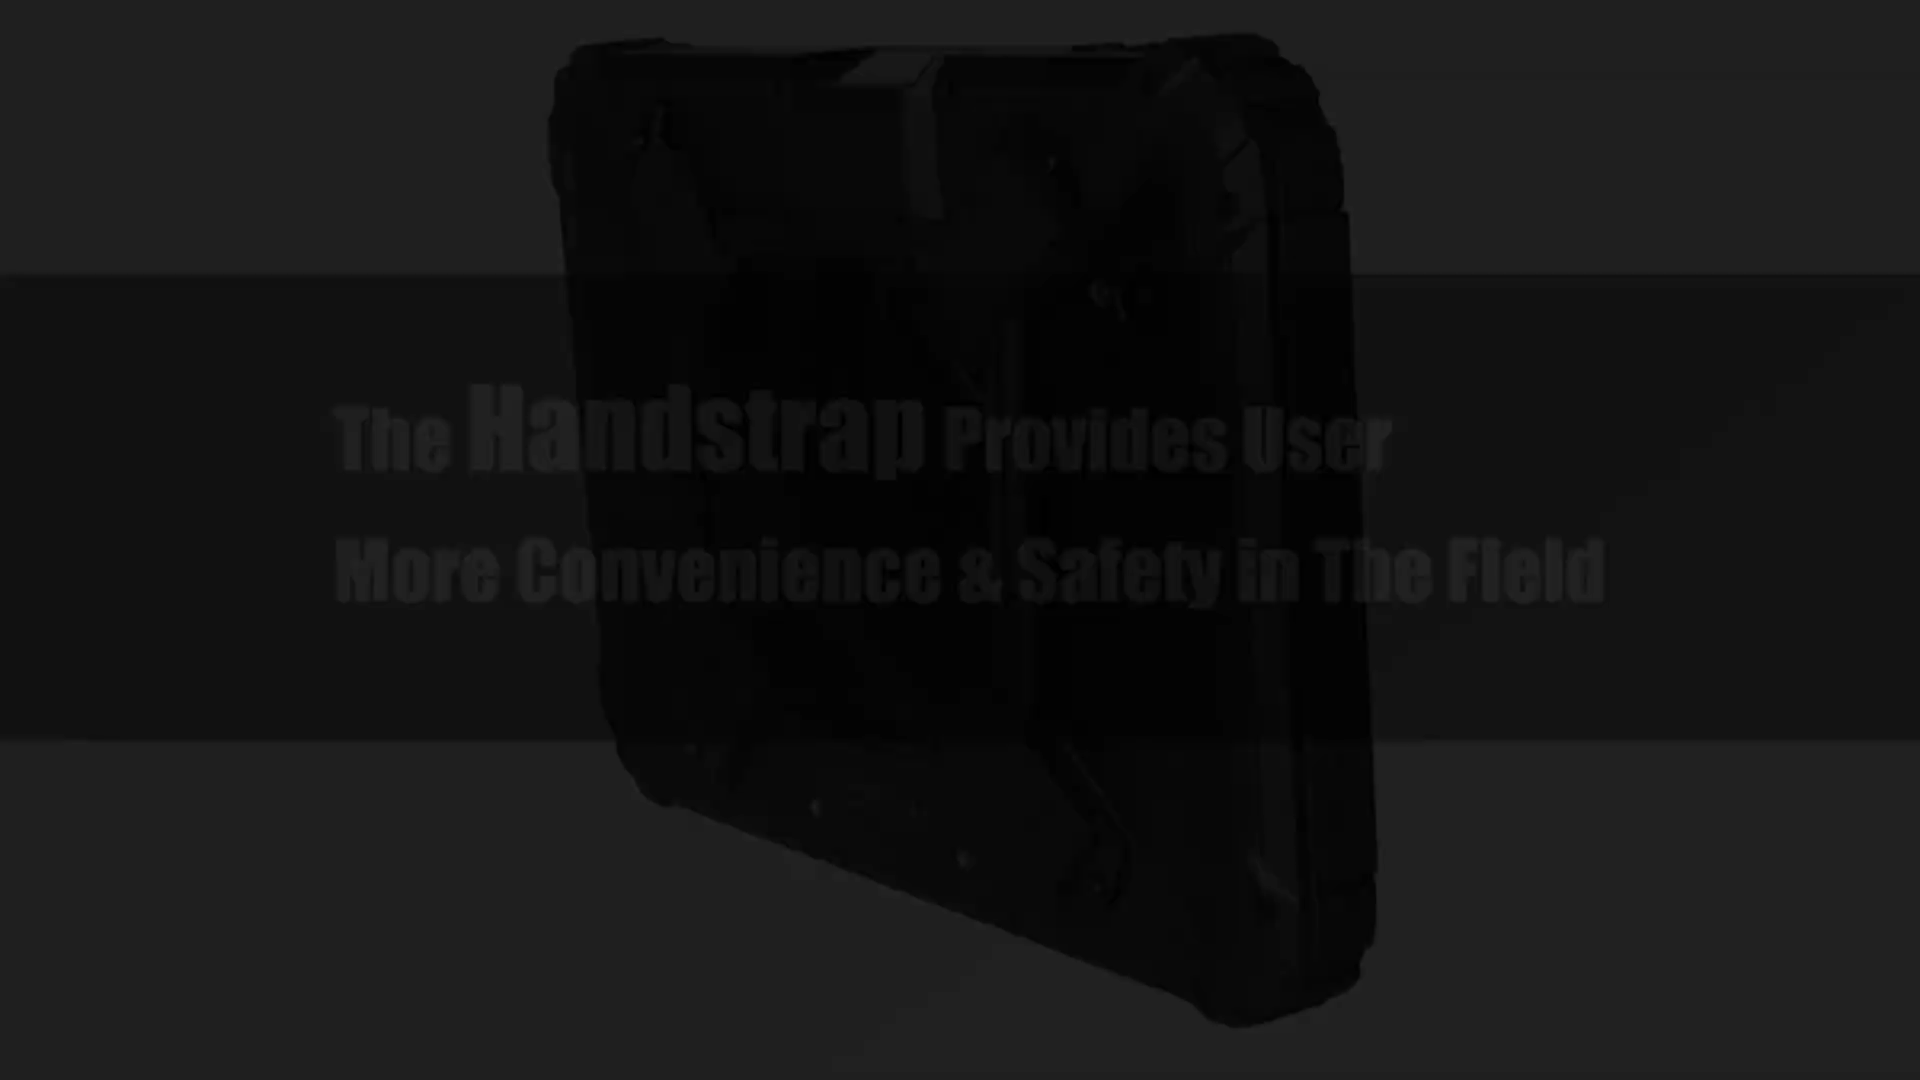 The Handstrap Provides User
More Convenience & Safety in The Field